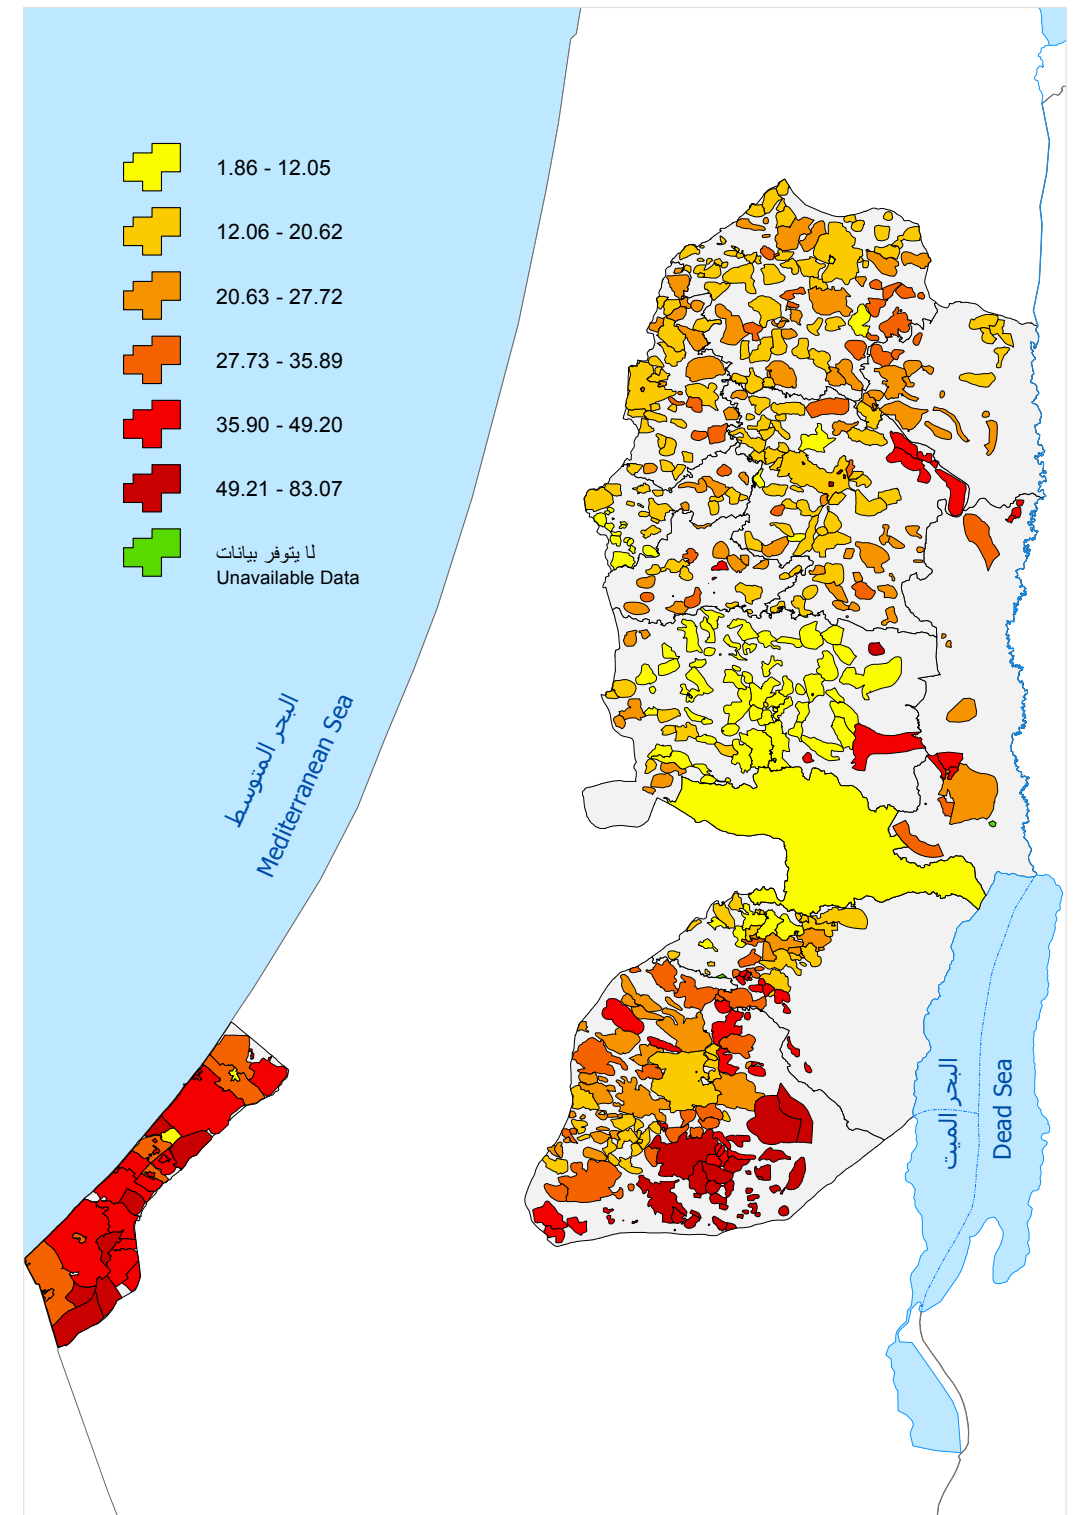 1.86 - 12.05
12.06 - 20.62
20.63 - 27.72
27.73 - 35.89
35.90 - 49.20
49.21 - 83.07
لا يتوفر بيانات
Unavailable Data
البحر المتوسط
Mediterranean Sea
البحر الميت
Dead Sea